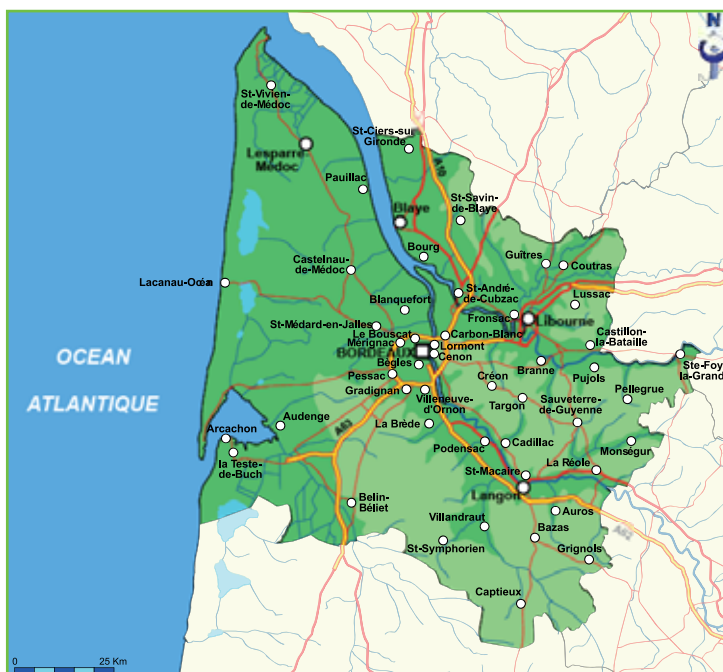 N
St-Vivien-
de-Médoc
St-Ciers-sur
Gironde
Lesparre-
Médoc
A10
Pauillac
St-Savin-
de-Blaye
Blaye
Bourg
Guîtres
Coutras
Castelnau-
de-Médoc
Lacanau-Océan
St-André-
de-Cubzac
Lussac
Blanquefort
Fronsac
Libourne
St-Médard-en-Jalles
Le Bouscat
Carbon-Blanc
Castillon-
la-Bataille
Mérignac
Lormont
BORDEAUX
Cenon
OCEAN
ATLANTIQUE
Bègles
Branne
Ste-Foy
la-Grand
Pessac
Créon
Pujols
Gradignan
Villeneuve-
d'Ornon
Targon
Sauveterre-
de-Guyenne
Pellegrue
Audenge
A63
La Brède
Arcachon
la Teste-
de-Buch
Podensac
Cadillac
Monségur
St-Macaire
La Réole
Langon
Belin-
Béliet
Auros
Villandraut
Bazas
A62
St-Symphorien
Grignols
Captieux
0 25 Km